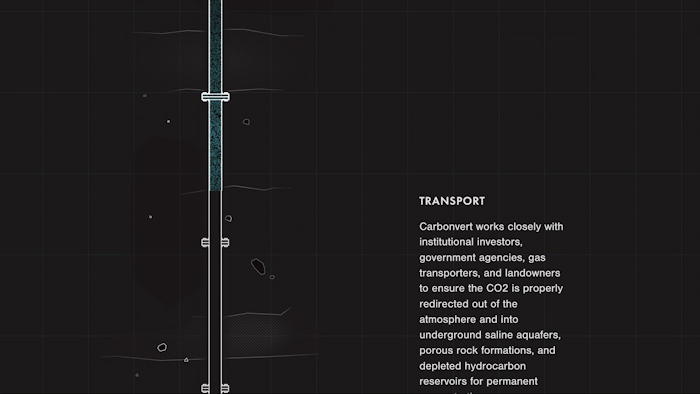 TRANSPORT
Carbonvert works closely with
institutional investors,
government agencies, gas
transporters, and landowners
to ensure the CO2 is properly
redirected out of the
atmosphere and into
underground saline aquafers,
porous rock formations, and
depleted hydrocarbon
reservoirs for permanent